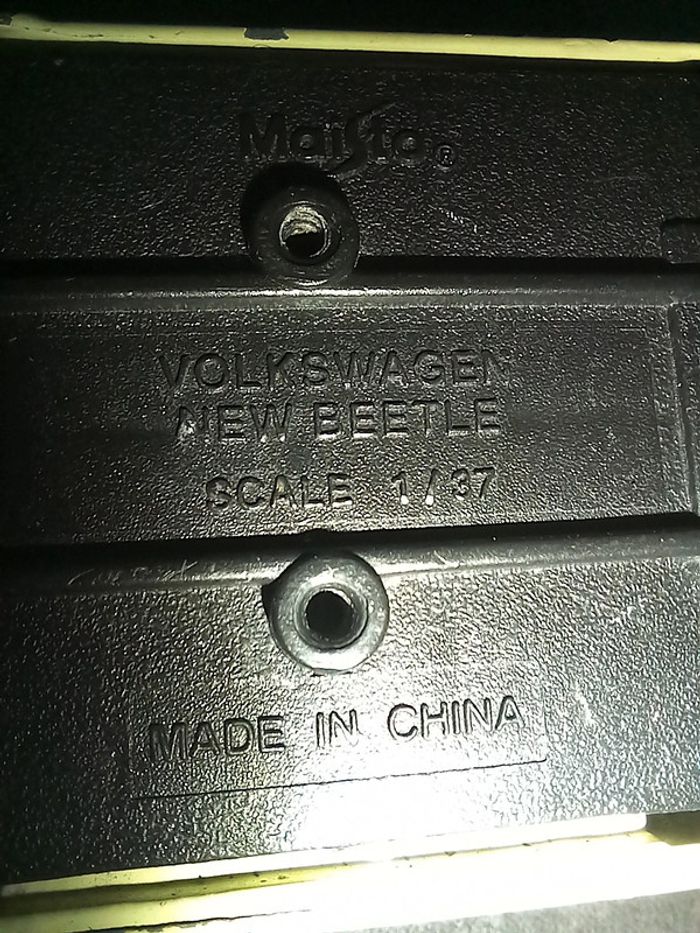 Maisto®
VOLKSWAGEN
NEW BEETLE
SCALE 1/37
MADE IN CHINA